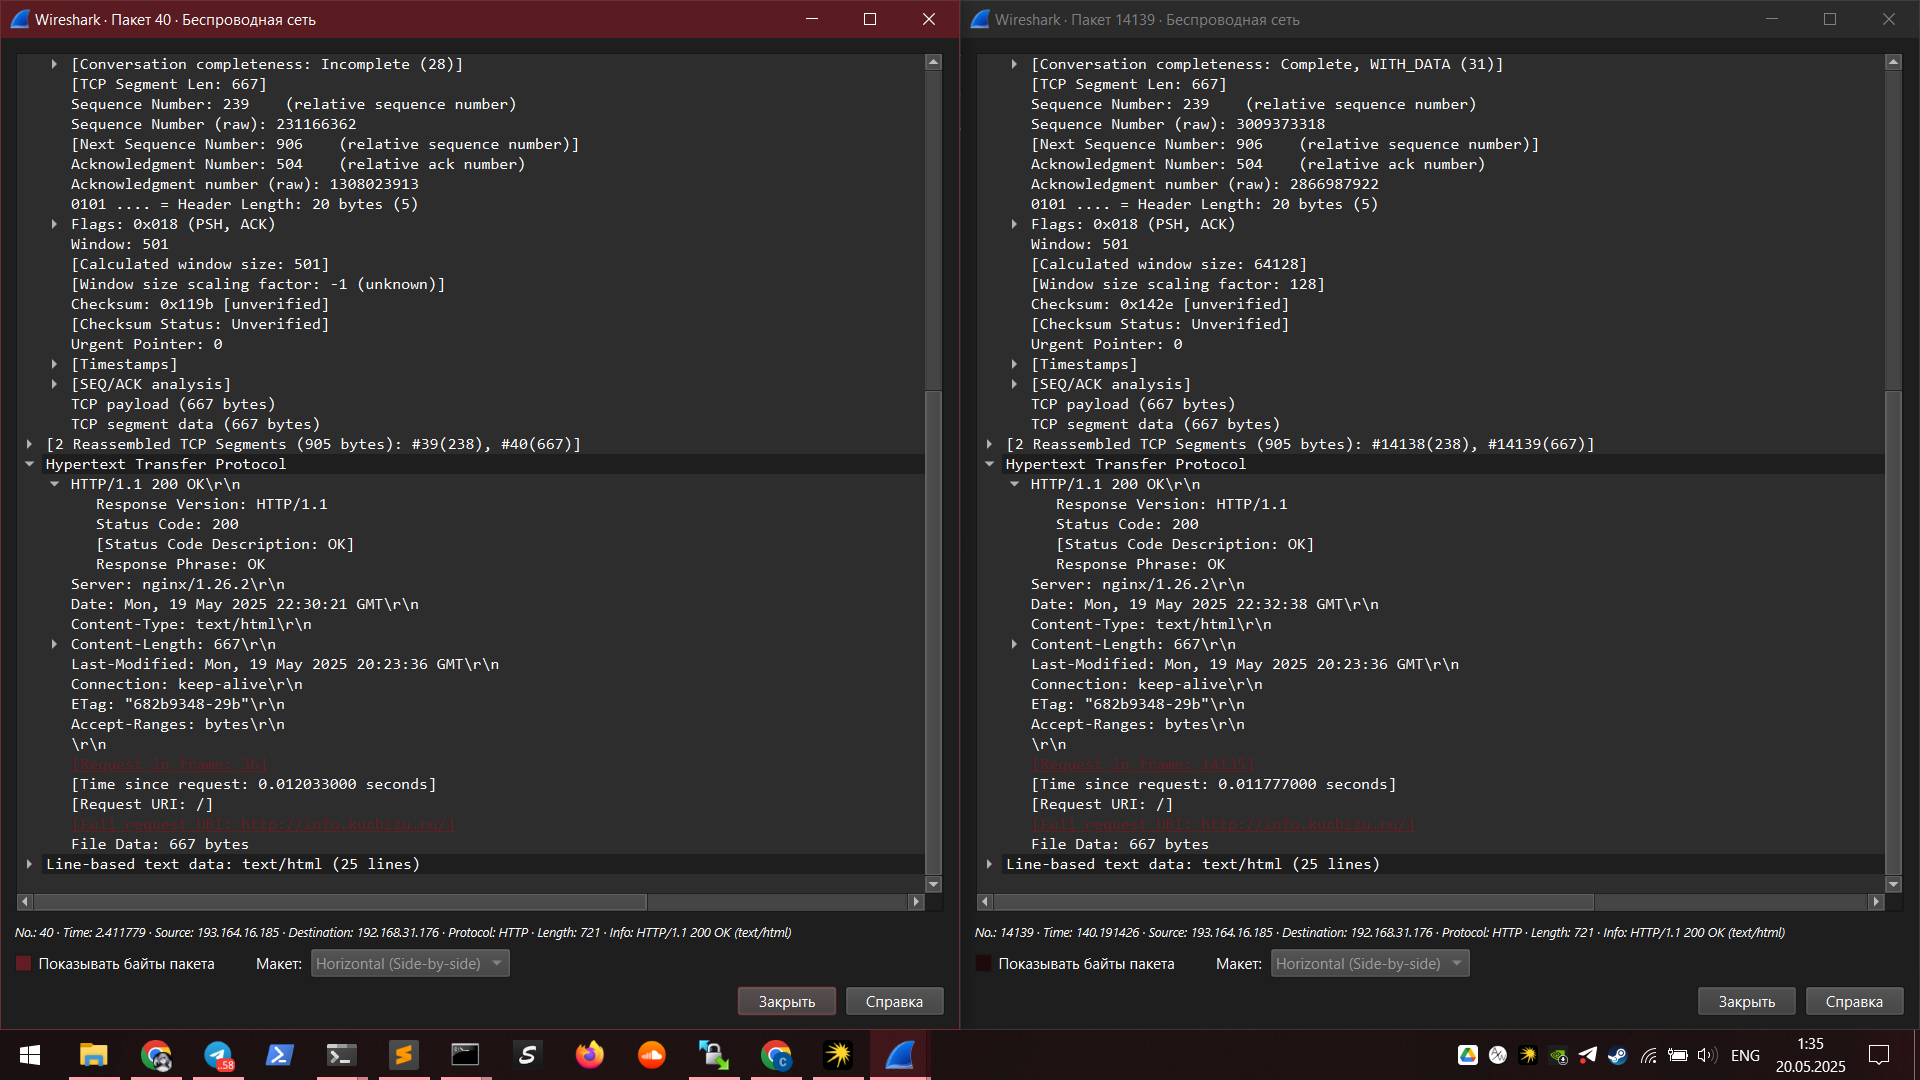 Wireshark · Пакет 40 · Беспроводная сеть
[Conversation completeness: Incomplete (28)]
[TCP Segment Len: 667]
Sequence Number: 239    (relative sequence number)
Sequence Number (raw): 231166362
[Next Sequence Number: 906    (relative sequence number)]
Acknowledgment Number: 504    (relative ack number)
Acknowledgment number (raw): 1308023913
0101 .... = Header Length: 20 bytes (5)
Flags: 0x018 (PSH, ACK)
Window: 501
[Calculated window size: 501]
[Window size scaling factor: -1 (unknown)]
Checksum: 0x119b [unverified]
[Checksum Status: Unverified]
Urgent Pointer: 0
[Timestamps]
[SEQ/ACK analysis]
TCP payload (667 bytes)
TCP segment data (667 bytes)
[2 Reassembled TCP Segments (905 bytes): #39(238), #40(667)]
Hypertext Transfer Protocol
HTTP/1.1 200 OK\r\n
Response Version: HTTP/1.1
Status Code: 200
[Status Code Description: OK]
Response Phrase: OK
Server: nginx/1.26.2\r\n
Date: Mon, 19 May 2025 22:30:21 GMT\r\n
Content-Type: text/html\r\n
Content-Length: 667\r\n
Last-Modified: Mon, 19 May 2025 20:23:36 GMT\r\n
Connection: keep-alive\r\n
ETag: "682b9348-29b"\r\n
Accept-Ranges: bytes\r\n
\r\n
[Request in frame: 36]
[Time since request: 0.012033000 seconds]
[Request URI: /]
[Full request URI: http://info.kuchizu.ru/]
File Data: 667 bytes
Line-based text data: text/html (25 lines)
No.: 40 · Time: 2.411779 · Source: 193.164.16.185 · Destination: 192.168.31.176 · Protocol: HTTP · Length: 721 · Info: HTTP/1.1 200 OK (text/html)
Показывать байты пакета
Макет: Horizontal (Side-by-side)
Закрыть
Справка
Wireshark · Пакет 14139 · Беспроводная сеть
[Conversation completeness: Complete, WITH_DATA (31)]
[TCP Segment Len: 667]
Sequence Number: 239    (relative sequence number)
Sequence Number (raw): 3009373318
[Next Sequence Number: 906    (relative sequence number)]
Acknowledgment Number: 504    (relative ack number)
Acknowledgment number (raw): 2866987922
0101 .... = Header Length: 20 bytes (5)
Flags: 0x018 (PSH, ACK)
Window: 501
[Calculated window size: 64128]
[Window size scaling factor: 128]
Checksum: 0x142e [unverified]
[Checksum Status: Unverified]
Urgent Pointer: 0
[Timestamps]
[SEQ/ACK analysis]
TCP payload (667 bytes)
TCP segment data (667 bytes)
[2 Reassembled TCP Segments (905 bytes): #14138(238), #14139(667)]
Hypertext Transfer Protocol
HTTP/1.1 200 OK\r\n
Response Version: HTTP/1.1
Status Code: 200
[Status Code Description: OK]
Response Phrase: OK
Server: nginx/1.26.2\r\n
Date: Mon, 19 May 2025 22:32:38 GMT\r\n
Content-Type: text/html\r\n
Content-Length: 667\r\n
Last-Modified: Mon, 19 May 2025 20:23:36 GMT\r\n
Connection: keep-alive\r\n
ETag: "682b9348-29b"\r\n
Accept-Ranges: bytes\r\n
\r\n
[Request in frame: 14135]
[Time since request: 0.011777000 seconds]
[Request URI: /]
[Full request URI: http://info.kuchizu.ru/]
File Data: 667 bytes
Line-based text data: text/html (25 lines)
No.: 14139 · Time: 140.191426 · Source: 193.164.16.185 · Destination: 192.168.31.176 · Protocol: HTTP · Length: 721 · Info: HTTP/1.1 200 OK (text/html)
Показывать байты пакета
Макет: Horizontal (Side-by-side)
Закрыть
Справка
58
ENG
1:35
20.05.2025